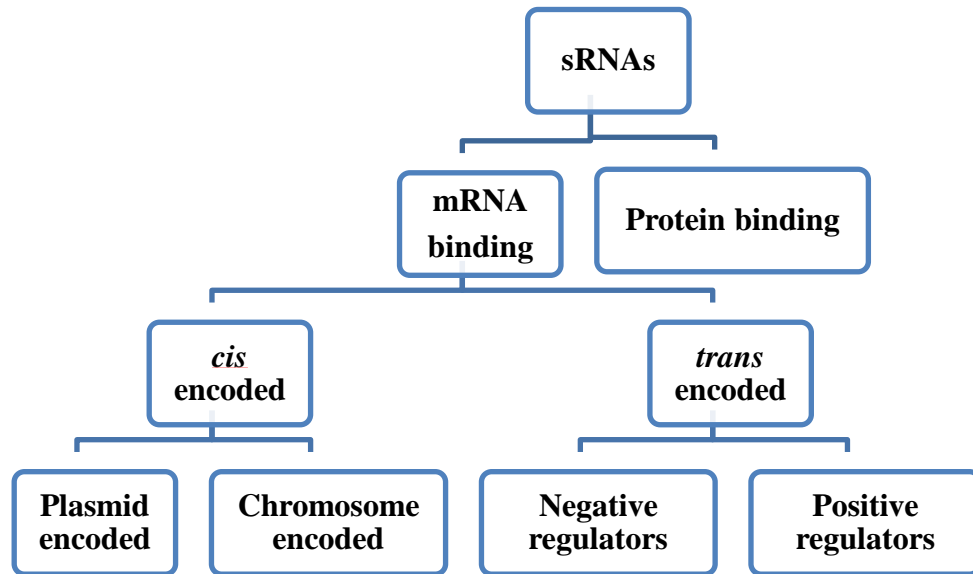 sRNAs
mRNA
binding
Protein binding
cis
encoded
trans
encoded
Plasmid
encoded
Chromosome
encoded
Negative
regulators
Positive
regulators